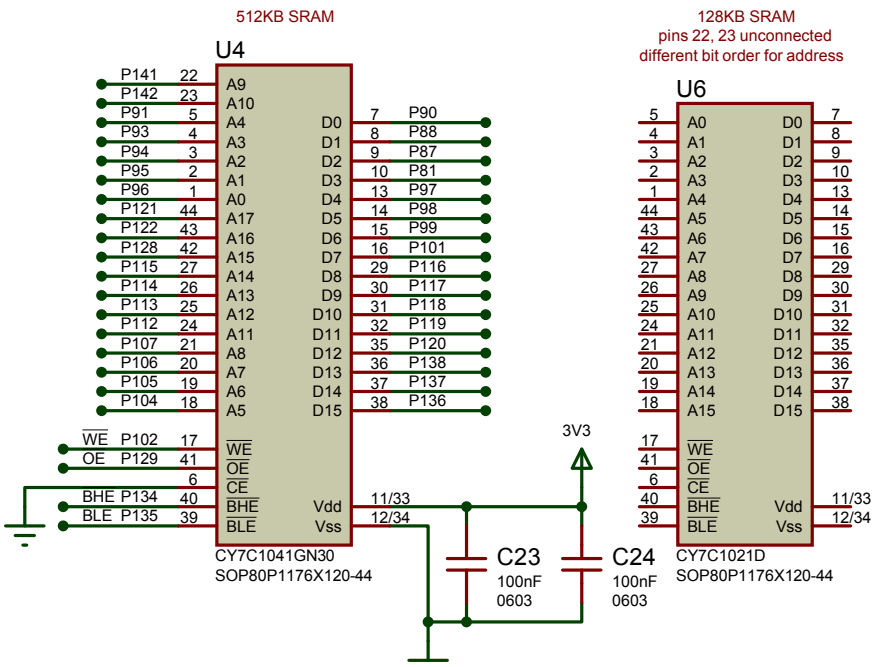 512KB SRAM
U4
P141 22 A9
P142 23 A10
P91 5 A4 D0 7 P90
P93 4 A3 D1 8 P88
P94 3 A2 D2 9 P87
P95 2 A1 D3 10 P81
P96 1 A0 D4 13 P97
P121 44 A17 D5 14 P98
P122 43 A16 D6 15 P99
P128 42 A15 D7 16 P101
P115 27 A14 D8 29 P116
P114 26 A13 D9 30 P117
P113 25 A12 D10 31 P118
P112 24 A11 D11 32 P119
P107 21 A8 D12 35 P120
P106 20 A7 D13 36 P138
P105 19 A6 D14 37 P137
P104 18 A5 D15 38 P136
WE P102 17 WE
OE P129 41 OE
6 CE
BHE P134 40 BHE Vdd 11/33
BLE P135 39 BLE Vss 12/34
CY7C1041GN30
SOP80P1176X120-44
3V3
C23
100nF
0603
C24
100nF
0603
128KB SRAM
pins 22, 23 unconnected
different bit order for address
U6
5 A0 D0 7
4 A1 D1 8
3 A2 D2 9
2 A3 D3 10
1 A4 D4 13
44 A5 D5 14
43 A6 D6 15
42 A7 D7 16
27 A8 D8 29
26 A9 D9 30
25 A10 D10 31
24 A11 D11 32
21 A12 D12 35
20 A13 D13 36
19 A14 D14 37
18 A15 D15 38
17 WE
41 OE
6 CE
40 BHE Vdd 11/33
39 BLE Vss 12/34
CY7C1021D
SOP80P1176X120-44